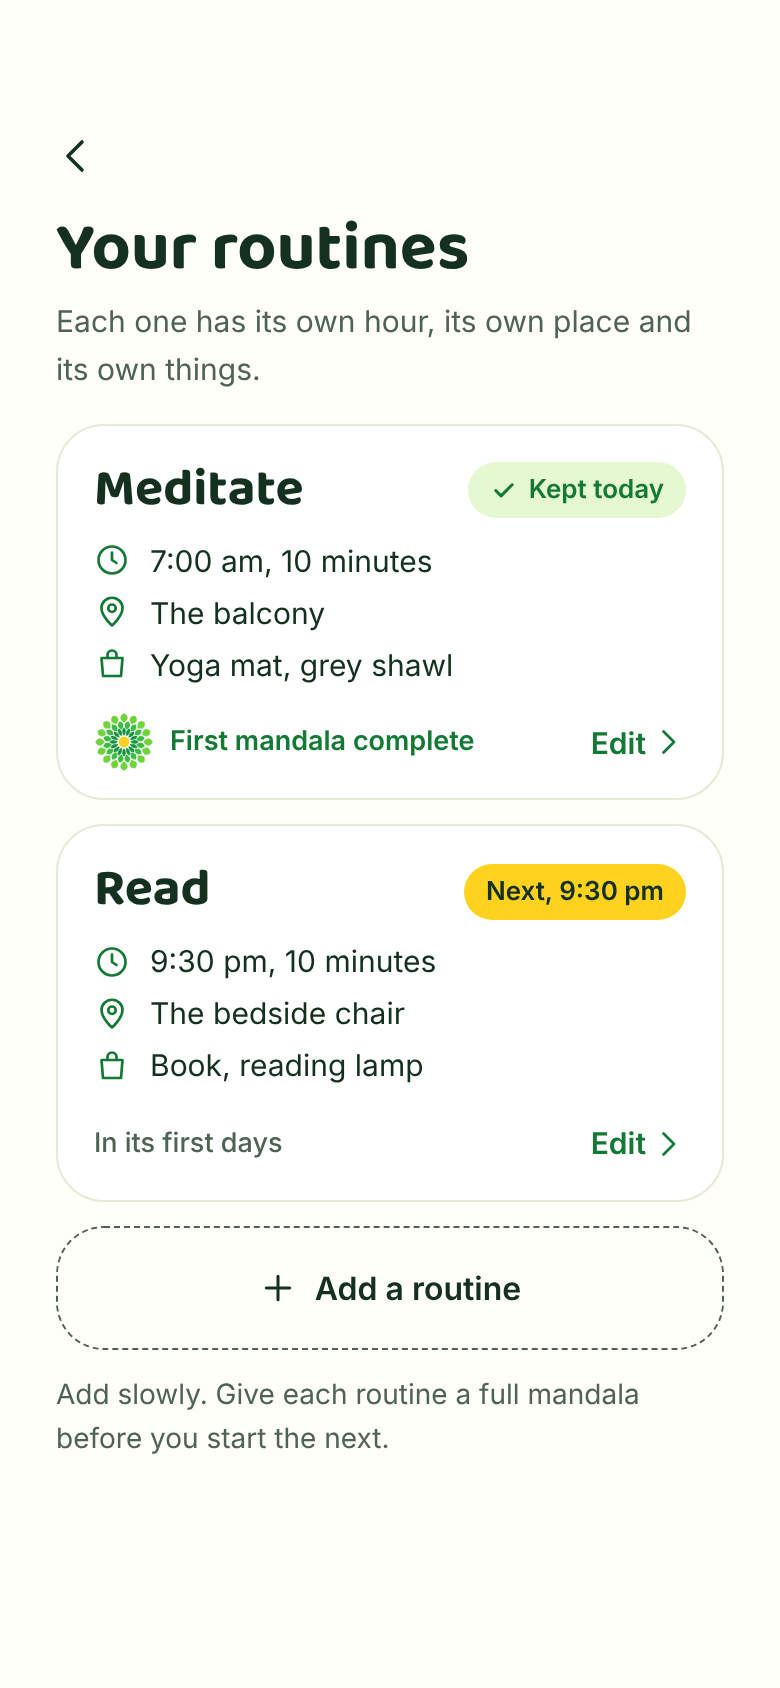 Your routines
Each one has its own hour, its own place and
its own things.
Meditate
Kept today
7:00 am, 10 minutes
The balcony
Yoga mat, grey shawl
First mandala complete
Edit
Read
Next, 9:30 pm
9:30 pm, 10 minutes
The bedside chair
Book, reading lamp
In its first days
Edit
Add a routine
Add slowly. Give each routine a full mandala
before you start the next.